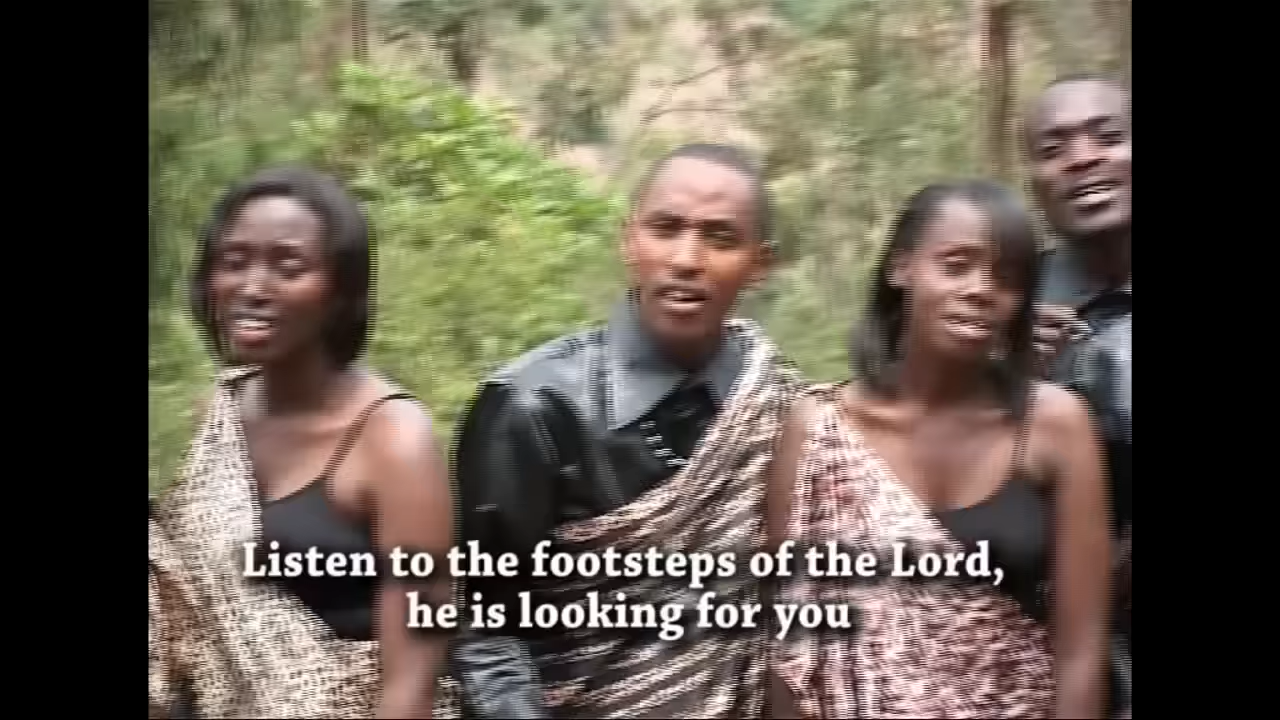 Listen to the footsteps of the Lord,
he is looking for you